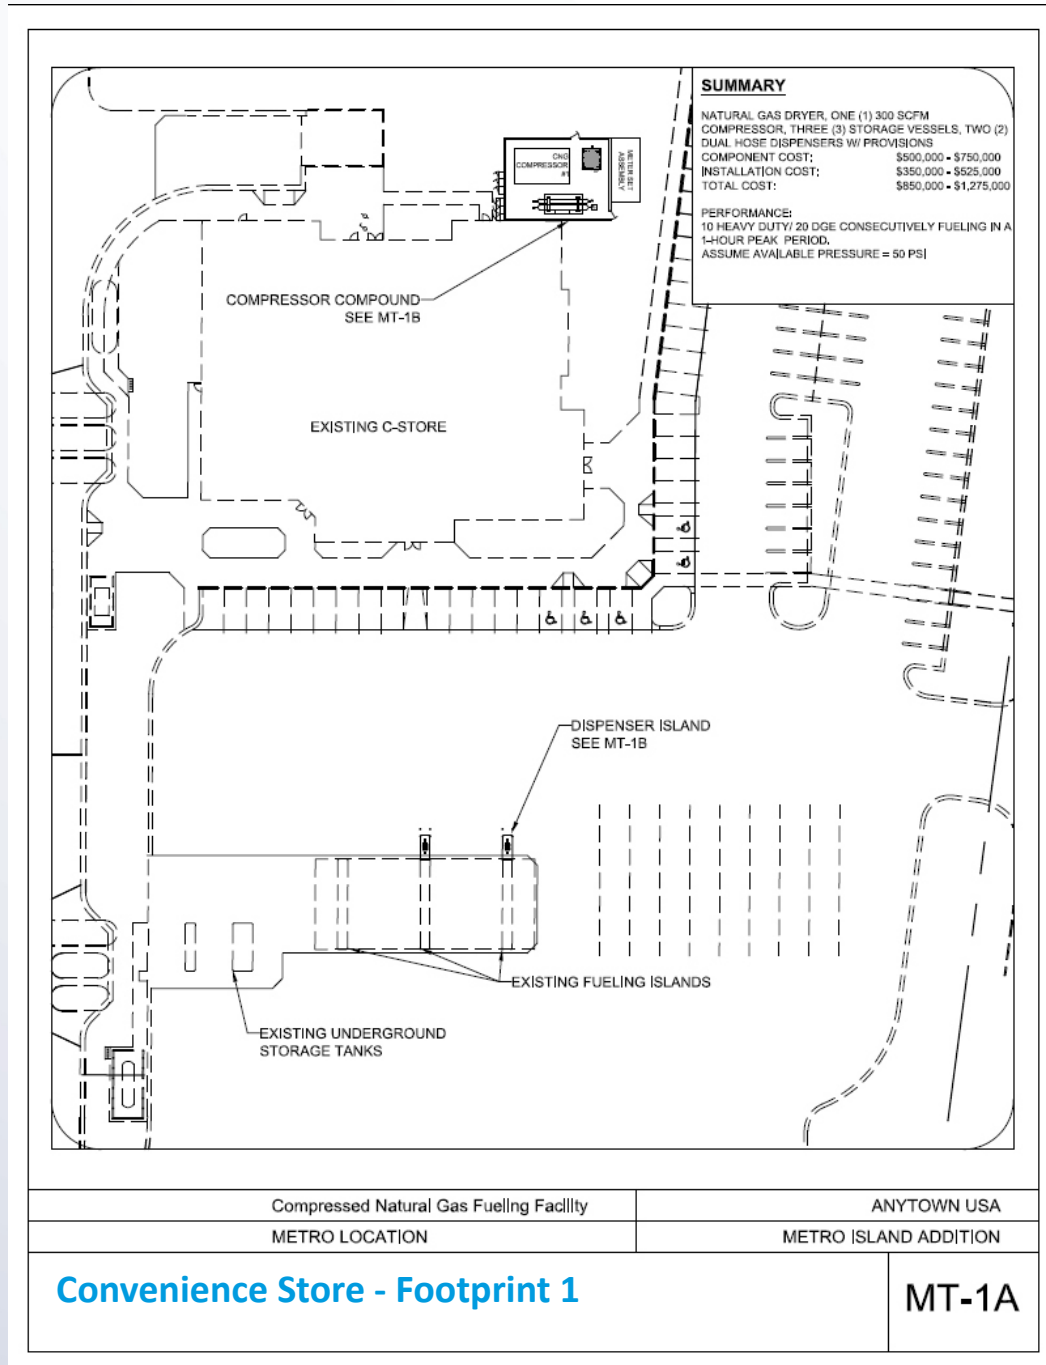 SUMMARY
NATURAL GAS DRYER, ONE (1) 300 SCFM
COMPRESSOR, THREE (3) STORAGE VESSELS, TWO (2)
DUAL HOSE DISPENSERS W/ PROVISIONS
COMPONENT COST; $500,000 - $750,000
INSTALLATION COST; $350,000 - $525,000
TOTAL COST: $850,000 - $1,275,000
PERFORMANCE:
10 HEAVY DUTY/ 20 DGE CONSECUTIVELY FUELING IN A
1-HOUR PEAK PERIOD.
ASSUME AVAILABLE PRESSURE = 50 PSI
CNG
COMPRESSOR
#1
METER SET
ASSEMBLY
COMPRESSOR COMPOUND
SEE MT-1B
EXISTING C-STORE
DISPENSER ISLAND
SEE MT-1B
EXISTING FUELING ISLANDS
EXISTING UNDERGROUND
STORAGE TANKS
Compressed Natural Gas Fueling Facility
ANYTOWN USA
METRO LOCATION
METRO ISLAND ADDITION
Convenience Store - Footprint 1
MT-1A